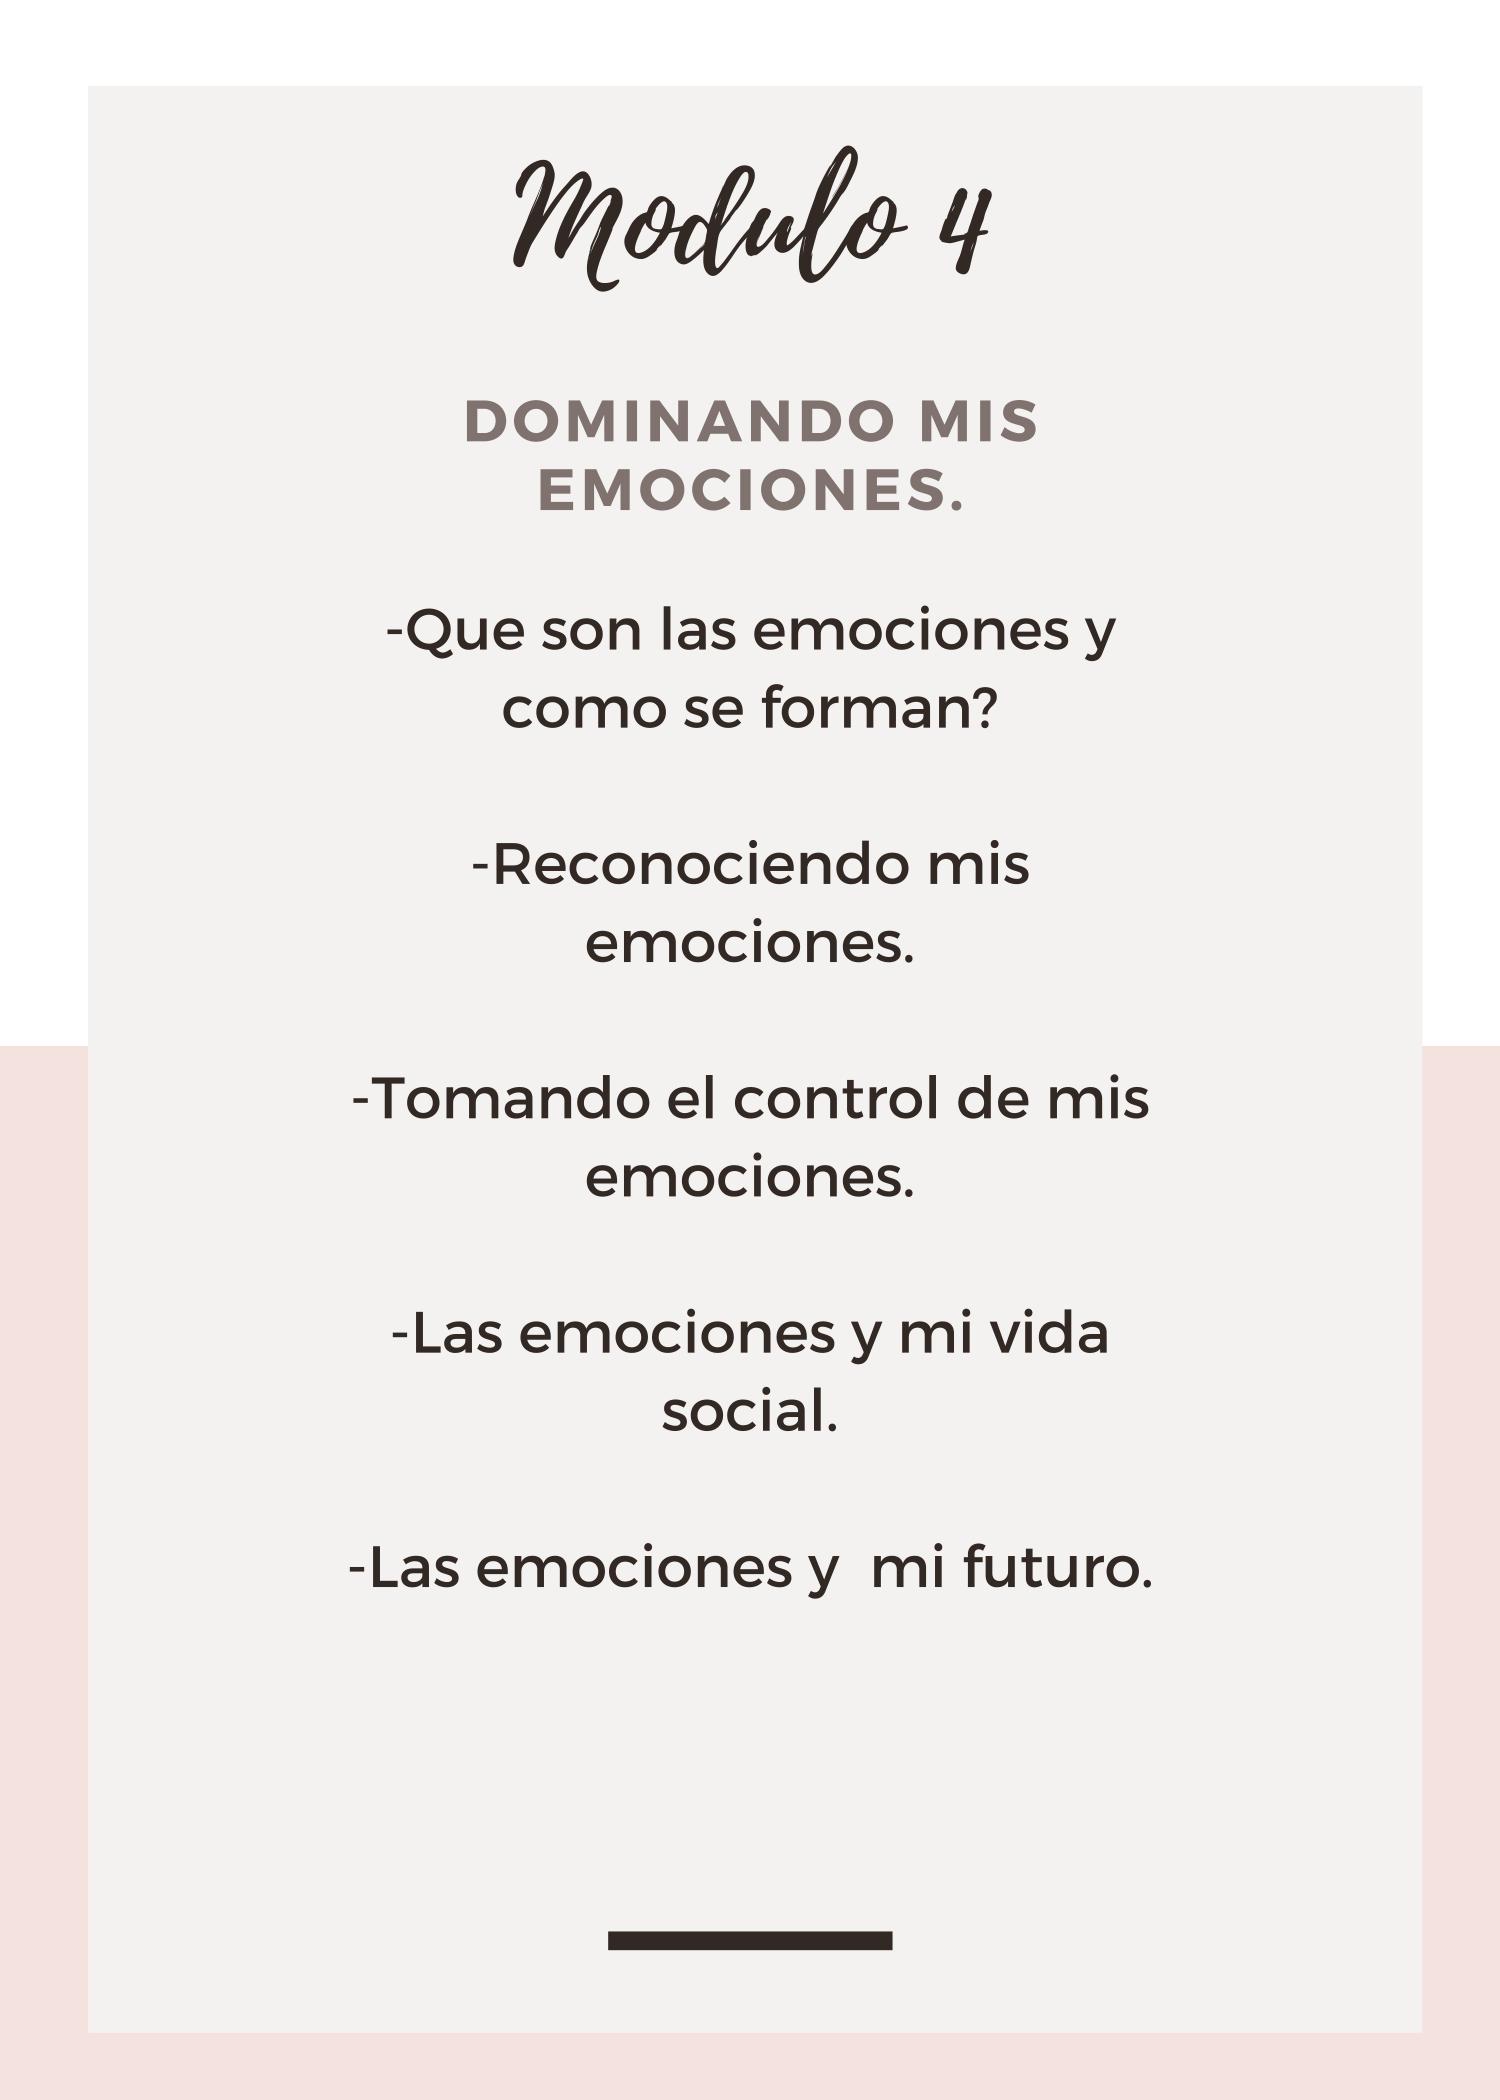 Modulo 4
DOMINANDO MIS
EMOCIONES.
-Que son las emociones y
como se forman?
-Reconociendo mis
emociones.
-Tomando el control de mis
emociones.
-Las emociones y mi vida
social.
-Las emociones y  mi futuro.